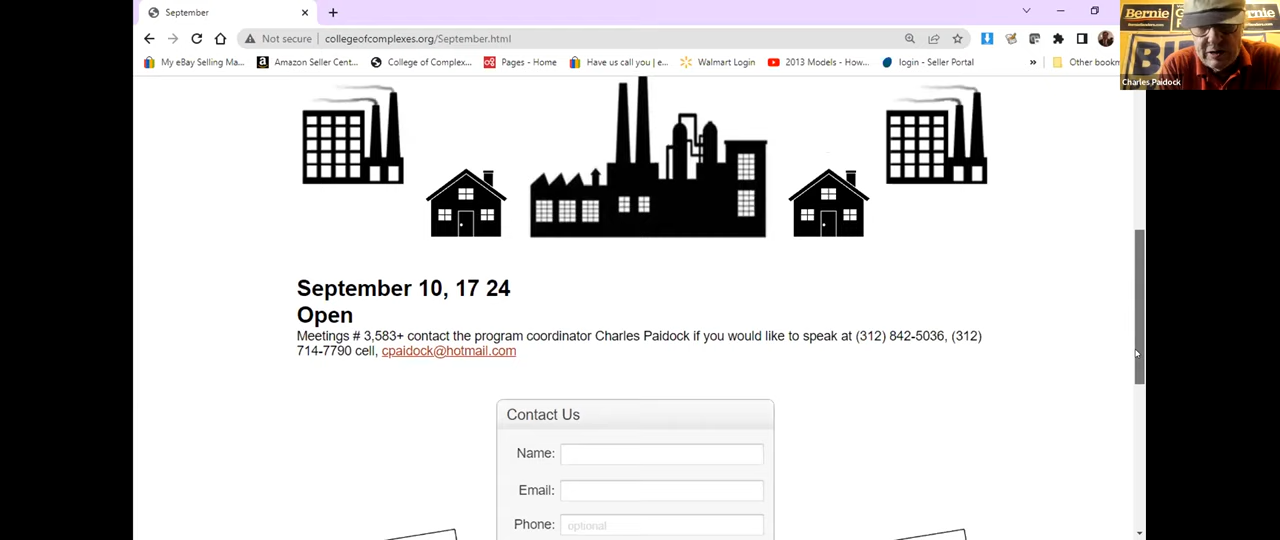 September
Not secure
collegeofcomplexes.org/September.html
My eBay Selling Ma...
Amazon Seller Cent...
College of Complex...
Pages - Home
Have us call you | e...
Walmart Login
2013 Models - How...
login - Seller Portal
Other bookm
Bernie
Charles Paidock
September 10, 17 24
Open
Meetings # 3,583+ contact the program coordinator Charles Paidock if you would like to speak at (312) 842-5036, (312)
714-7790 cell, cpaidock@hotmail.com
Contact Us
Name:
Email:
Phone: optional